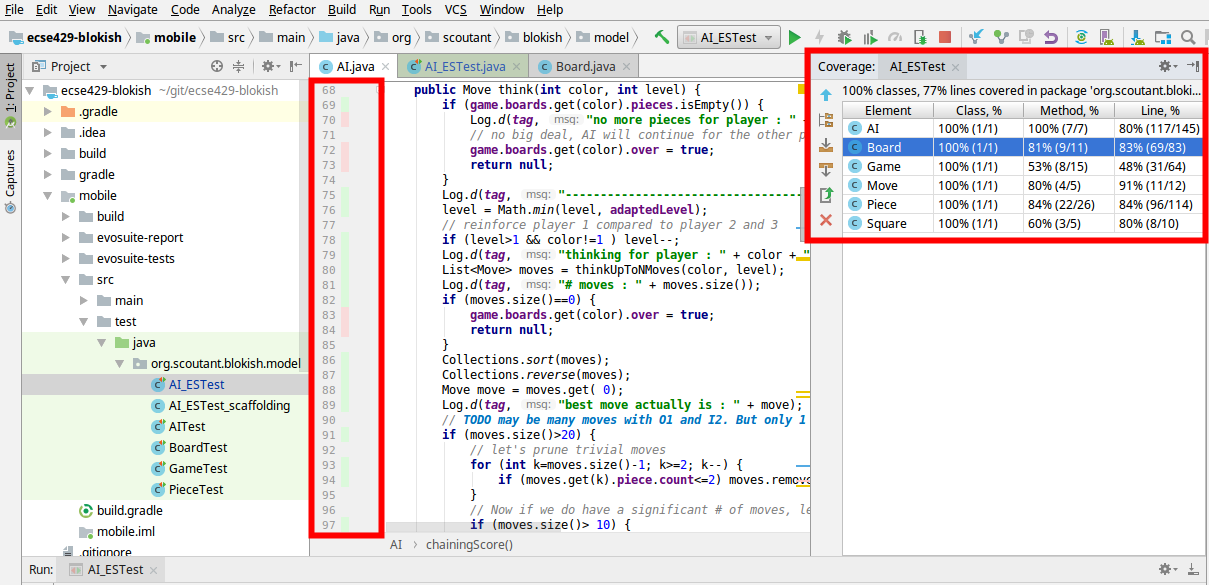 File Edit View Navigate Code Analyze Refactor Build Run Tools VCS Window Help
ecse429-blokish mobile src main java org scoutant blokish model AI_ESTest
1: Project
Captures
Project
ecse429-blokish ~/git/ecse429-blokish
.gradle
.idea
build
gradle
mobile
build
evosuite-report
evosuite-tests
src
main
test
java
org.scoutant.blokish.model
AI_ESTest
AI_ESTest_scaffolding
AITest
BoardTest
GameTest
PieceTest
build.gradle
mobile.iml
.gitignore
AI.java AI_ESTest.java Board.java
68 public Move think(int color, int level) {
69 if (game.boards.get(color).pieces.isEmpty()) {
70 Log.d(tag, msg: "no more pieces for player : " +
71 // no big deal, AI will continue for the other p
72 game.boards.get(color).over = true;
73 return null;
74 }
75 Log.d(tag, msg: "----------------------------------
76 level = Math.min(level, adaptedLevel);
77 // reinforce player 1 compared to player 2 and 3
78 if (level>1 && color!=1 ) level--;
79 Log.d(tag, msg: "thinking for player : " + color + "
80 List<Move> moves = thinkUpToNMoves(color, level);
81 Log.d(tag, msg: "# moves : " + moves.size());
82 if (moves.size()==0) {
83 game.boards.get(color).over = true;
84 return null;
85 }
86 Collections.sort(moves);
87 Collections.reverse(moves);
88 Move move = moves.get( 0);
89 Log.d(tag, msg: "best move actually is : " + move);
90 // TODO may be many moves with O1 and I2. But only 1
91 if (moves.size()>20) {
92 // let's prune trivial moves
93 for (int k=moves.size()-1; k>=2; k--) {
94 if (moves.get(k).piece.count<=2) moves.remov
95 }
96 // Now if we do have a significant # of moves, le
97 if (moves.size()> 10) {
AI chainingScore()
Coverage: AI_ESTest
100% classes, 77% lines covered in package 'org.scoutant.bloki...
Element Class, % Method, % Line, %
AI 100% (1/1) 100% (7/7) 80% (117/145)
Board 100% (1/1) 81% (9/11) 83% (69/83)
Game 100% (1/1) 53% (8/15) 48% (31/64)
Move 100% (1/1) 80% (4/5) 91% (11/12)
Piece 100% (1/1) 84% (22/26) 84% (96/114)
Square 100% (1/1) 60% (3/5) 80% (8/10)
Run: AI_ESTest